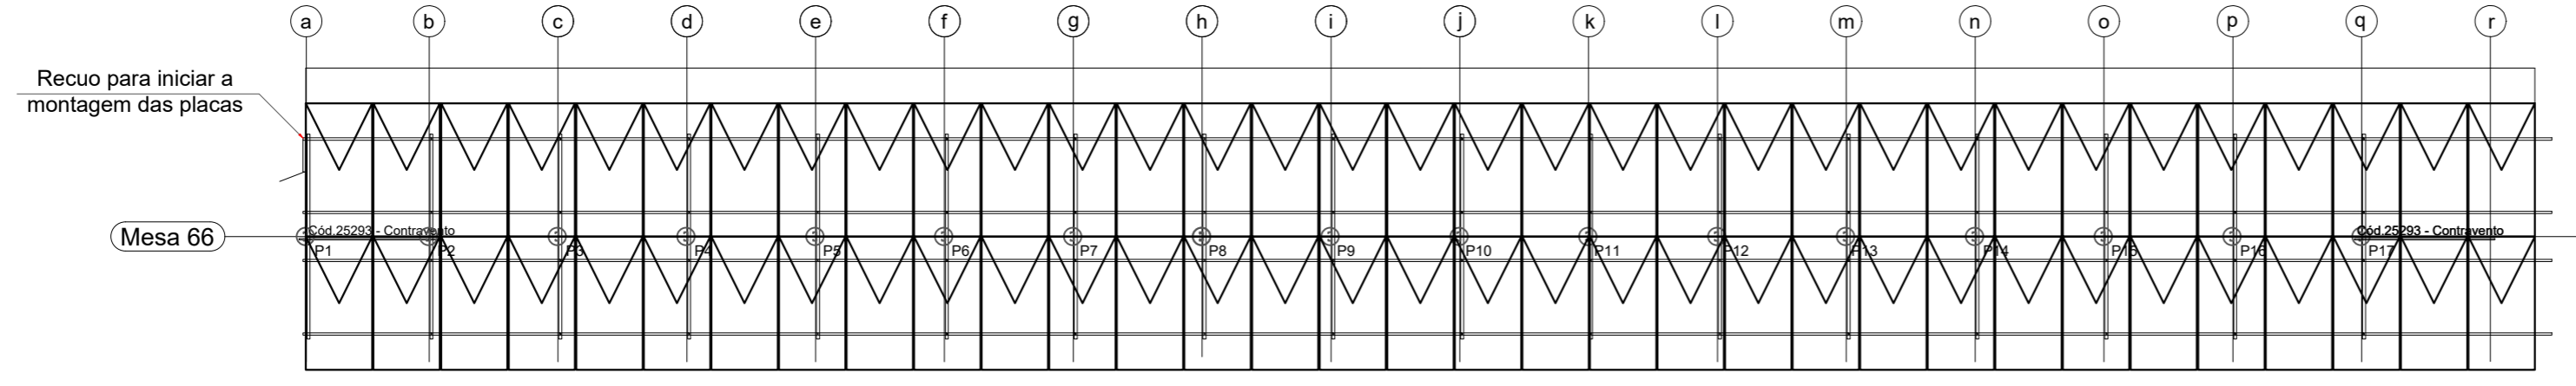 a
b
c
d
e
f
g
h
i
j
k
l
m
n
o
p
q
r
Recuo para iniciar a
montagem das placas
Mesa 66
Cód.25293 - Contravento
Cód.25293 - Contravento
P1
P2
P3
P4
P5
P6
P7
P8
P9
P10
P11
P12
P13
P14
P15
P16
P17